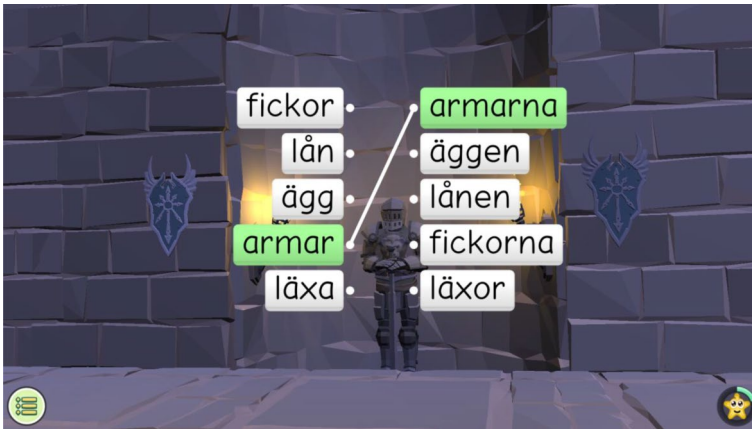 fickor
armarna
lån
äggen
ägg
lånen
armar
fickorna
läxa
läxor